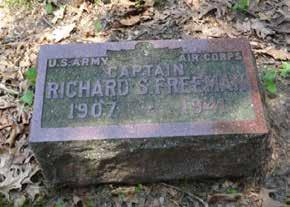 U.S. ARMY AIR CORPS
CAPTAIN
RICHARD S. FREEMAN
1907 1941